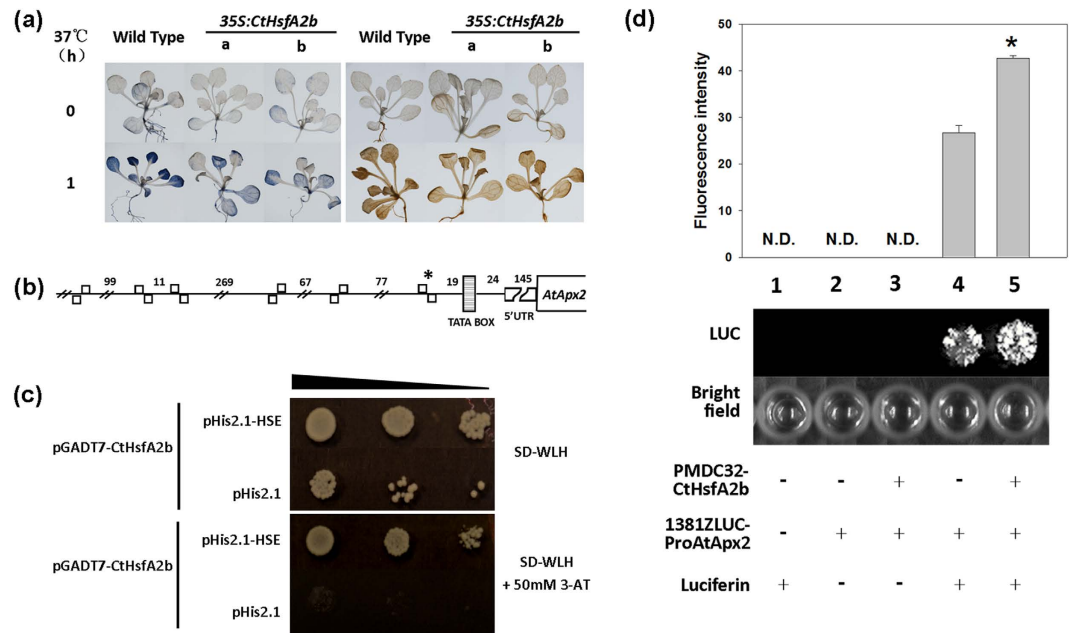 (a)
37℃
(h)
Wild Type
35S:CtHsfA2b
a
b
Wild Type
35S:CtHsfA2b
a
b
0
1
(b)
99
11
269
67
77
*
19
24
145
TATA BOX
5'UTR
AtApx2
(c)
pGADT7-CtHsfA2b
pHis2.1-HSE
pHis2.1
SD-WLH
pGADT7-CtHsfA2b
pHis2.1-HSE
pHis2.1
SD-WLH
+ 50mM 3-AT
(d)
Fluorescence intensity
50
40
30
20
10
0
N.D. N.D. N.D.
*
1 2 3 4 5
LUC
Bright
field
PMDC32-
CtHsfA2b
- - + - +
1381ZLUC-
ProAtApx2
- + + + +
Luciferin
+ - - + +